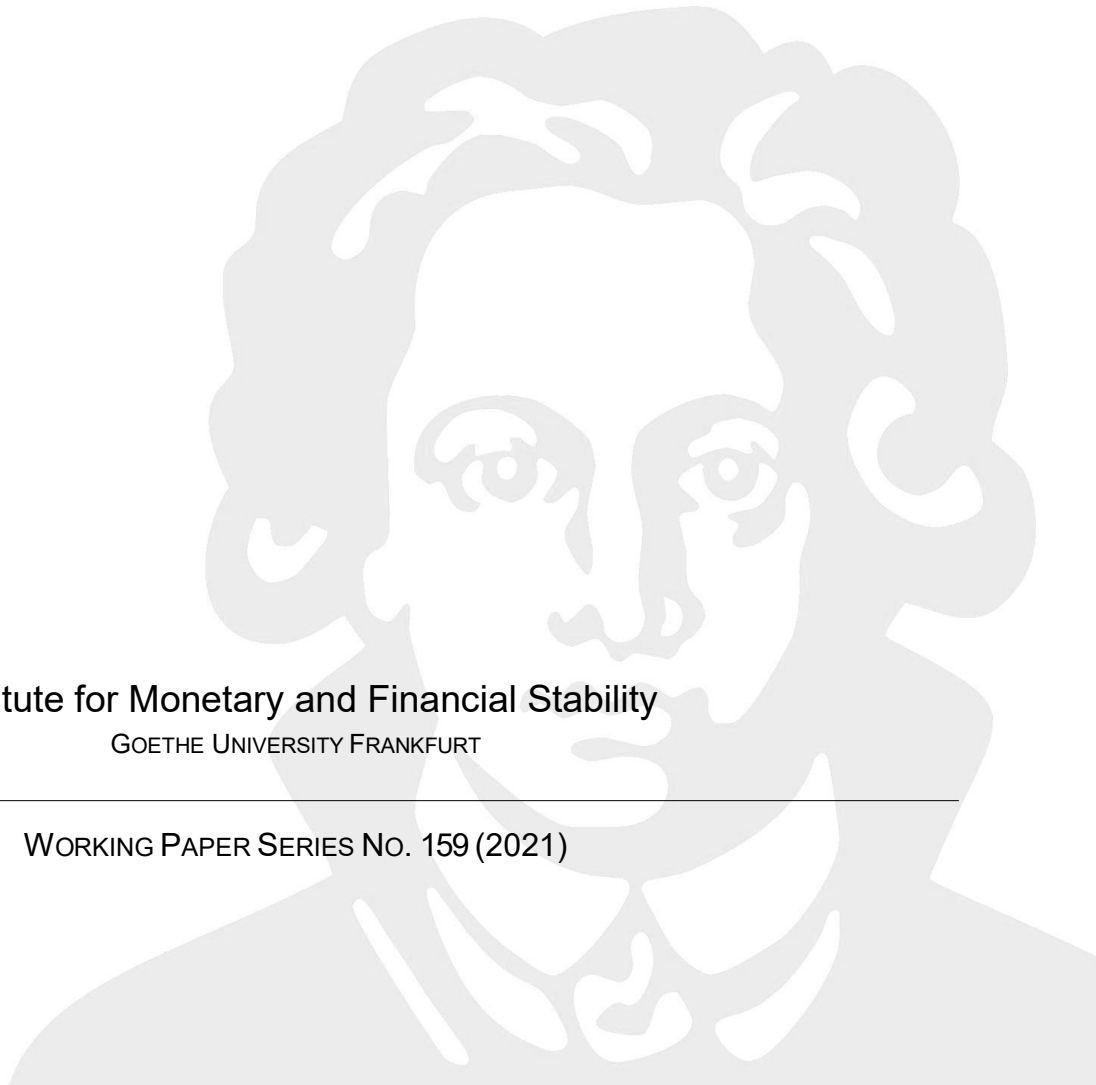 tute for Monetary and Financial Stability
GOETHE UNIVERSITY FRANKFURT
WORKING PAPER SERIES NO. 159 (2021)